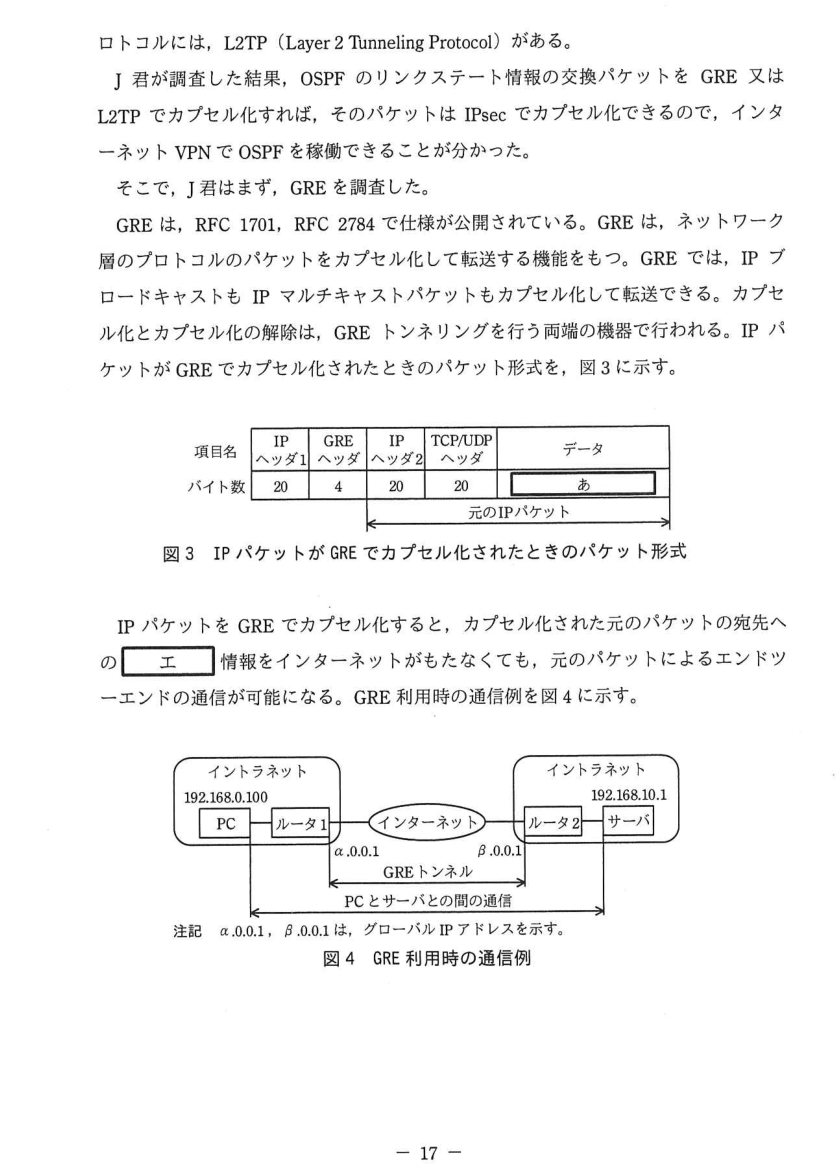 ロトコルには，L2TP（Layer 2 Tunneling Protocol）がある。
J 君が調査した結果，OSPF のリンクステート情報の交換パケットを GRE 又は
L2TP でカプセル化すれば，そのパケットは IPsec でカプセル化できるので，インタ
ーネット VPN で OSPF を稼働できることが分かった。
そこで，J 君はまず，GRE を調査した。
GRE は，RFC 1701，RFC 2784 で仕様が公開されている。GRE は，ネットワーク
層のプロトコルのパケットをカプセル化して転送する機能をもつ。GRE では，IP ブ
ロードキャストも IP マルチキャストパケットもカプセル化して転送できる。カプセ
ル化とカプセル化の解除は，GRE トンネリングを行う両端の機器で行われる。IP パ
ケットが GRE でカプセル化されたときのパケット形式を，図 3 に示す。
項目名 IPヘッダ1 GREヘッダ IPヘッダ2 TCP/UDPヘッダ データ
バイト数 20 4 20 20 あ
元のIPパケット
図 3 IP パケットが GRE でカプセル化されたときのパケット形式
IP パケットを GRE でカプセル化すると，カプセル化された元のパケットの宛先へ
の エ 情報をインターネットがもたなくても，元のパケットによるエンドツ
ーエンドの通信が可能になる。GRE 利用時の通信例を図 4 に示す。
イントラネット イントラネット
192.168.0.100 192.168.10.1
PC ルータ1 インターネット ルータ2 サーバ
α.0.0.1 β.0.0.1
GREトンネル
PCとサーバとの間の通信
注記 α.0.0.1，β.0.0.1 は，グローバル IP アドレスを示す。
図 4 GRE 利用時の通信例
－ 17 －